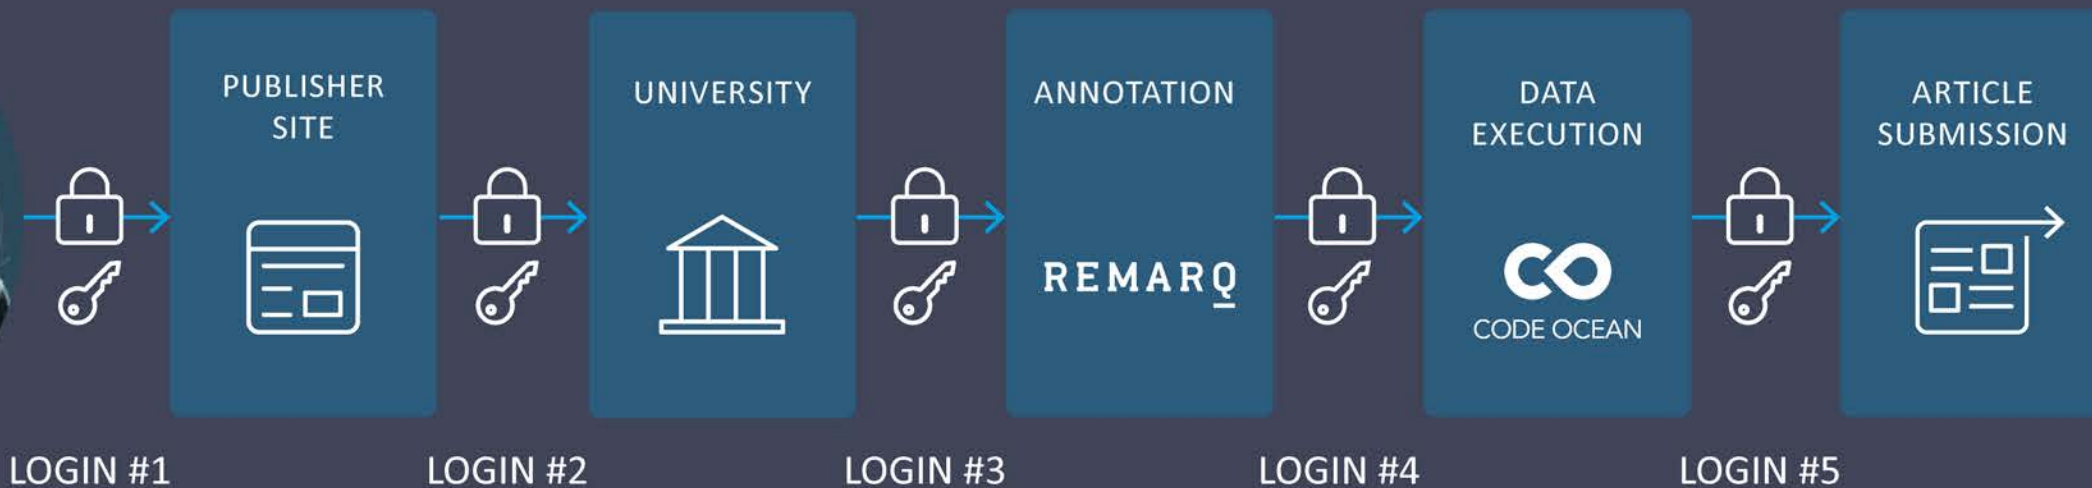 PUBLISHER
SITE
UNIVERSITY
ANNOTATION
REMARQ
DATA
EXECUTION
CO
CODE OCEAN
ARTICLE
SUBMISSION
LOGIN #1
LOGIN #2
LOGIN #3
LOGIN #4
LOGIN #5